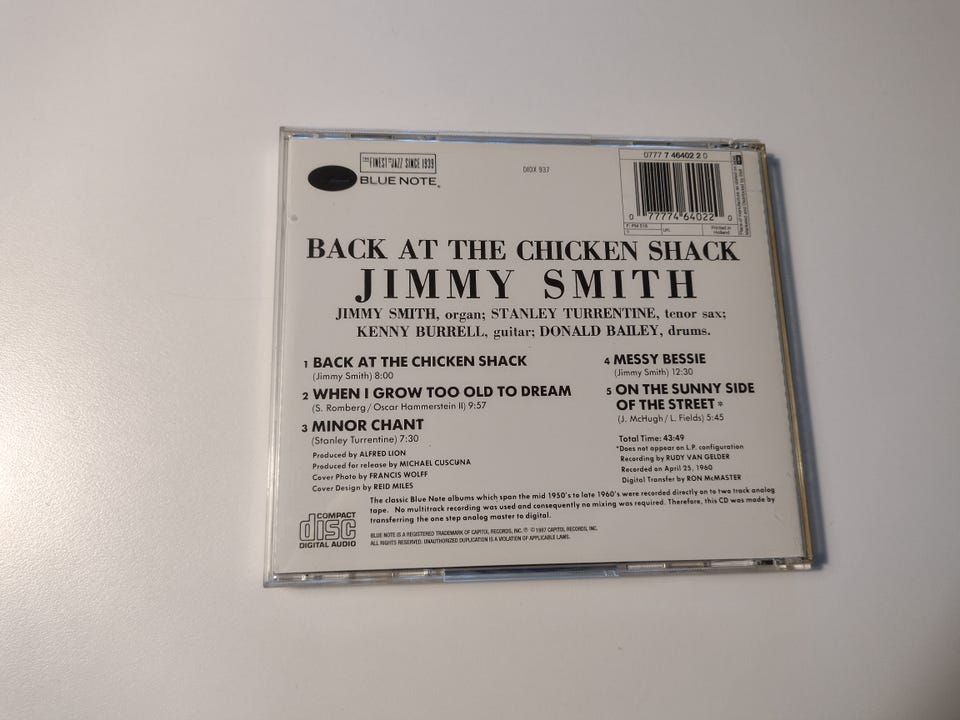 THE FINEST IN JAZZ SINCE 1939
BLUE NOTE®
DIDX 937
0777 7 46402 2 0
0 77774 64022 0
F: PM 516
UK:
Printed in
Holland
BACK AT THE CHICKEN SHACK
JIMMY SMITH
JIMMY SMITH, organ; STANLEY TURRENTINE, tenor sax;
KENNY BURRELL, guitar; DONALD BAILEY, drums.
1 BACK AT THE CHICKEN SHACK
(Jimmy Smith) 8:00
2 WHEN I GROW TOO OLD TO DREAM
(S. Romberg/Oscar Hammerstein II) 9:57
3 MINOR CHANT
(Stanley Turrentine) 7:30
Produced by ALFRED LION
Produced for release by MICHAEL CUSCUNA
Cover Photo by FRANCIS WOLFF
Cover Design by REID MILES
4 MESSY BESSIE
(Jimmy Smith) 12:30
5 ON THE SUNNY SIDE
OF THE STREET *
(J. McHugh/L. Fields) 5:45
Total Time: 43:49
*Does not appear on L.P. configuration
Recording by RUDY VAN GELDER
Recorded on April 25, 1960
Digital Transfer by RON McMASTER
The classic Blue Note albums which span the mid 1950's to late 1960's were recorded directly on to two track analog
tape. No multitrack recording was used and consequently no mixing was required. Therefore, this CD was made by
transferring the one step analog master to digital.
COMPACT
disc
DIGITAL AUDIO
BLUE NOTE IS A REGISTERED TRADEMARK OF CAPITOL RECORDS, INC. ℗ © 1987 CAPITOL RECORDS, INC.
ALL RIGHTS RESERVED. UNAUTHORIZED DUPLICATION IS A VIOLATION OF APPLICABLE LAWS.